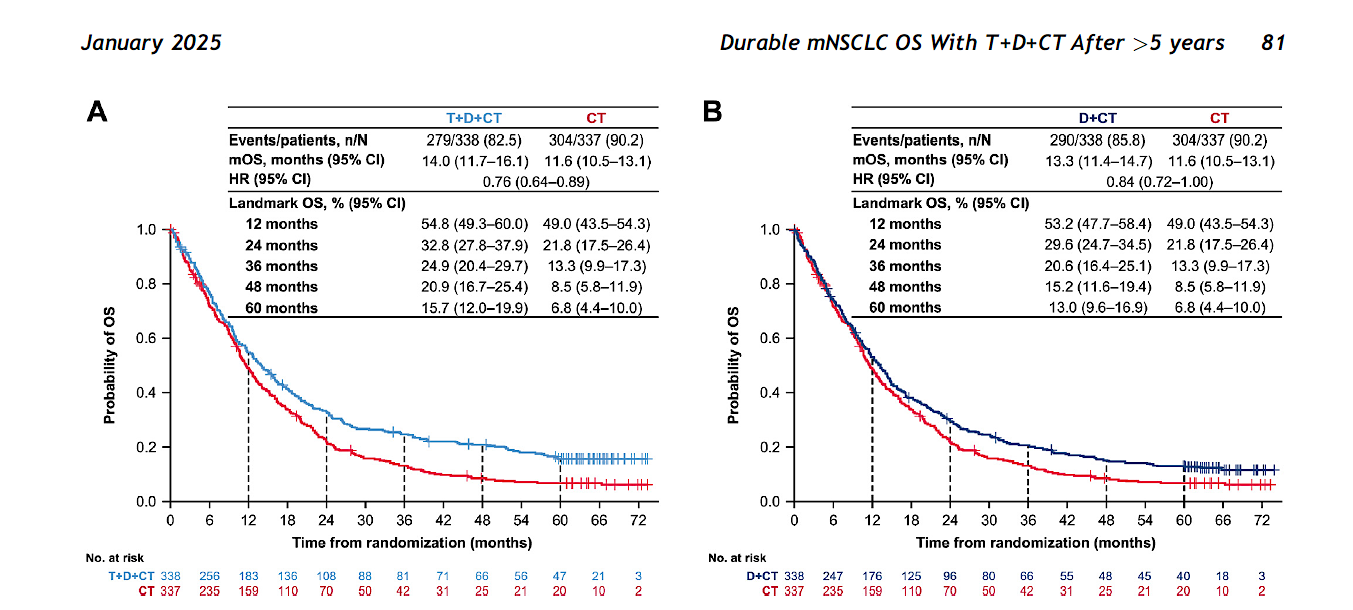 January 2025
Durable mNSCLC OS With T+D+CT After >5 years 81
A
T+D+CT CT
Events/patients, n/N 279/338 (82.5) 304/337 (90.2)
mOS, months (95% CI) 14.0 (11.7–16.1) 11.6 (10.5–13.1)
HR (95% CI) 0.76 (0.64–0.89)
Landmark OS, % (95% CI)
12 months 54.8 (49.3–60.0) 49.0 (43.5–54.3)
24 months 32.8 (27.8–37.9) 21.8 (17.5–26.4)
36 months 24.9 (20.4–29.7) 13.3 (9.9–17.3)
48 months 20.9 (16.7–25.4) 8.5 (5.8–11.9)
60 months 15.7 (12.0–19.9) 6.8 (4.4–10.0)
Probability of OS
1.0
0.8
0.6
0.4
0.2
0.0
0 6 12 18 24 30 36 42 48 54 60 66 72
Time from randomization (months)
No. at risk
T+D+CT 338 256 183 136 108 88 81 71 66 56 47 21 3
CT 337 235 159 110 70 50 42 31 25 21 20 10 2
B
D+CT CT
Events/patients, n/N 290/338 (85.8) 304/337 (90.2)
mOS, months (95% CI) 13.3 (11.4–14.7) 11.6 (10.5–13.1)
HR (95% CI) 0.84 (0.72–1.00)
Landmark OS, % (95% CI)
12 months 53.2 (47.7–58.4) 49.0 (43.5–54.3)
24 months 29.6 (24.7–34.5) 21.8 (17.5–26.4)
36 months 20.6 (16.4–25.1) 13.3 (9.9–17.3)
48 months 15.2 (11.6–19.4) 8.5 (5.8–11.9)
60 months 13.0 (9.6–16.9) 6.8 (4.4–10.0)
Probability of OS
1.0
0.8
0.6
0.4
0.2
0.0
0 6 12 18 24 30 36 42 48 54 60 66 72
Time from randomization (months)
No. at risk
D+CT 338 247 176 125 96 80 66 55 48 45 40 18 3
CT 337 235 159 110 70 50 42 31 25 21 20 10 2